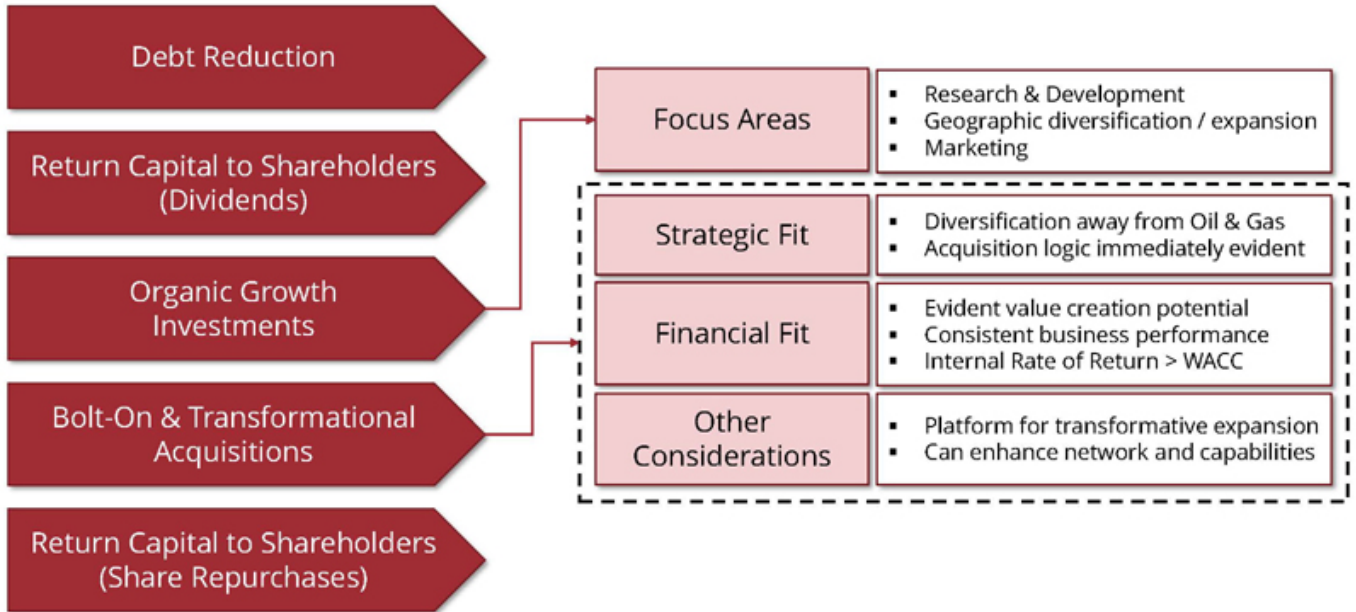 Debt Reduction
Return Capital to Shareholders
(Dividends)
Organic Growth
Investments
Bolt-On & Transformational
Acquisitions
Return Capital to Shareholders
(Share Repurchases)
Focus Areas
▪ Research & Development
▪ Geographic diversification / expansion
▪ Marketing
Strategic Fit
▪ Diversification away from Oil & Gas
▪ Acquisition logic immediately evident
Financial Fit
▪ Evident value creation potential
▪ Consistent business performance
▪ Internal Rate of Return > WACC
Other
Considerations
▪ Platform for transformative expansion
▪ Can enhance network and capabilities